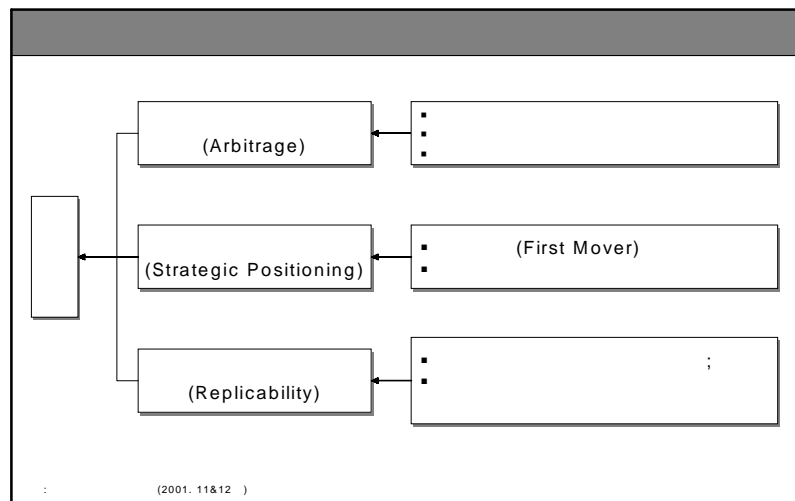 (Arbitrage)
▪
▪
▪
(Strategic Positioning)
▪ (First Mover)
▪
(Replicability)
▪ ;
▪
: (2001. 11&12 )